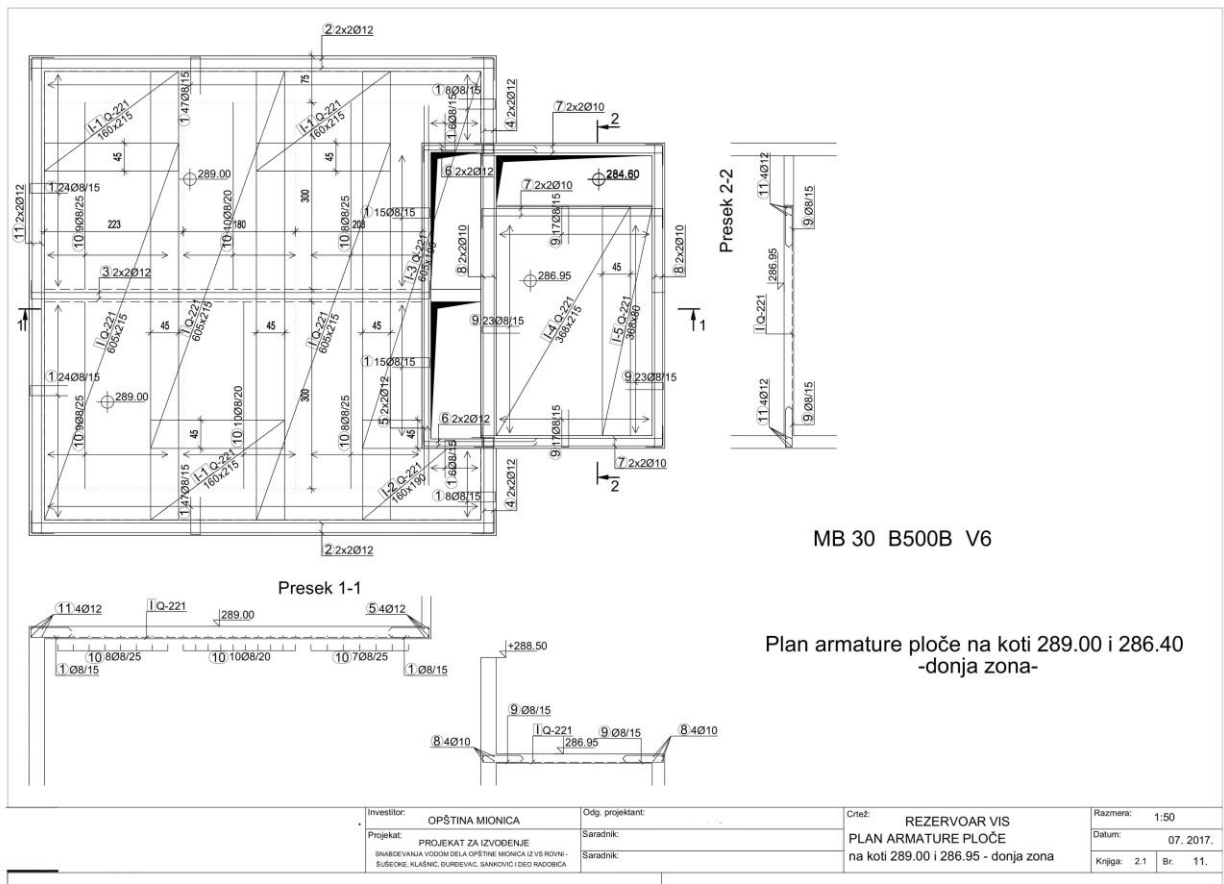 2 2x2Ø12
1 47Ø8/15
75
1 8Ø8/15
1 6Ø8/15
4 2x2Ø12
7 2x2Ø10
2
I-1 Q-221
160x215
I-1 Q-221
160x215
45
45
289.00
6 2x2Ø12
284.60
7 2x2Ø10
1 24Ø8/15
11 2x2Ø12
10 9Ø8/25
10 10Ø8/20
300
10 8Ø8/25
1 15Ø8/15
223
180
208
9 17Ø8/15
I-3 Q-221
8 2x2Ø10
8 2x2Ø10
3 2x2Ø12
286.95
45
I Q-221
605x215
I Q-221
605x215
I Q-221
605x215
1
45
45
45
9 23Ø8/15
I-4 Q-221
368x215
I-5 Q-221
368x80
1
1 24Ø8/15
1 15Ø8/15
9 23Ø8/15
289.00
10 9Ø8/25
10 10Ø8/20
300
10 8Ø8/25
5 2x2Ø12
45
45
6 2x2Ø12
9 17Ø8/15
7 2x2Ø10
I-1 Q-221
160x215
1 47Ø8/15
I-2 Q-221
160x190
1 6Ø8/15
1 8Ø8/15
4 2x2Ø12
2
2 2x2Ø12
Presek 2-2
11 4Ø12
9 Ø8/15
286.95
I Q-221
11 4Ø12
9 Ø8/15
MB 30 B500B V6
Presek 1-1
11 4Ø12
I Q-221
289.00
5 4Ø12
10 8Ø8/25
10 10Ø8/20
10 7Ø8/25
1 Ø8/15
1 Ø8/15
+288.50
9 Ø8/15
I Q-221
9 Ø8/15
8 4Ø10
286.95
8 4Ø10
Plan armature ploče na koti 289.00 i 286.40
-donja zona-
Investitor:
OPŠTINA MIONICA
Projekat:
PROJEKAT ZA IZVOĐENJE
SNABDEVANJA VODOM DELA OPŠTINE MIONICA IZ VS ROVNI -
ŠUŠEOKE, KLAŠNIĆ, ĐURĐEVAC, SANKOVIĆ I DEO RADOBIĆA
Odg. projektant:
Saradnik:
Saradnik:
Crtež:
REZERVOAR VIS
PLAN ARMATURE PLOČE
na koti 289.00 i 286.95 - donja zona
Razmera: 1:50
Datum:
07. 2017.
Knjiga: 2.1
Br. 11.